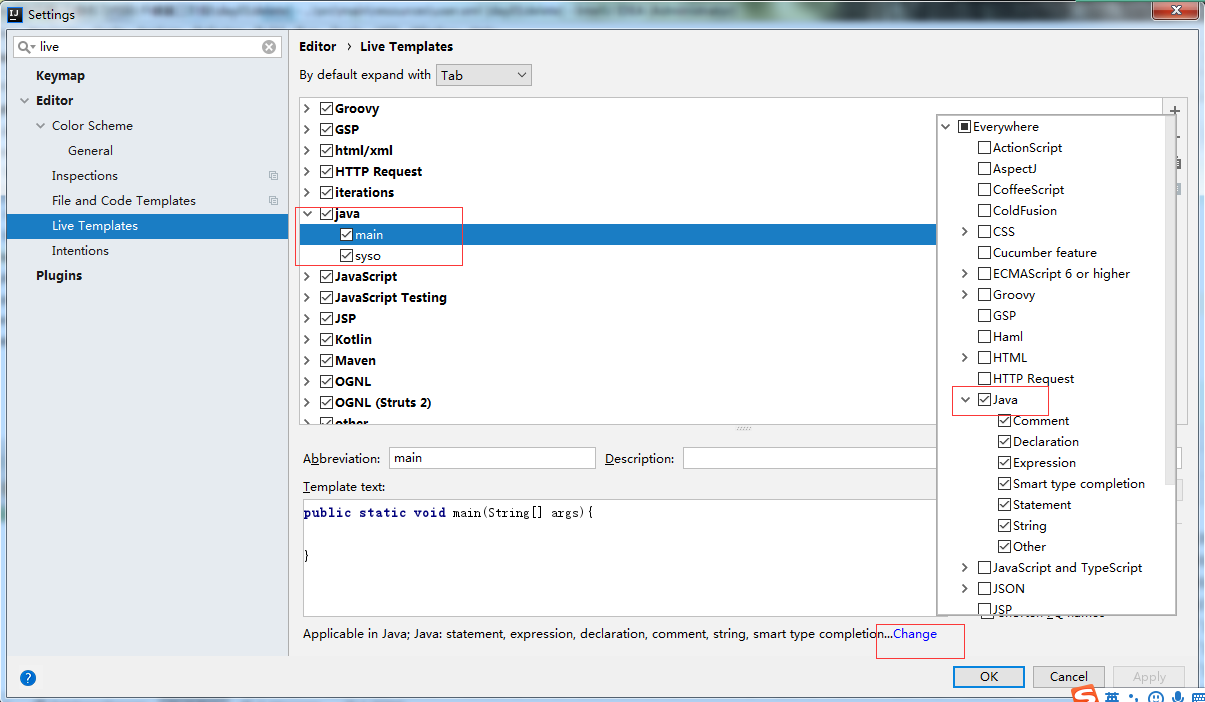 Settings
live
Keymap
Editor
Color Scheme
General
Inspections
File and Code Templates
Live Templates
Intentions
Plugins
Editor › Live Templates
By default expand with Tab
Groovy
GSP
html/xml
HTTP Request
iterations
java
main
syso
JavaScript
JavaScript Testing
JSP
Kotlin
Maven
OGNL
OGNL (Struts 2)
other
Everywhere
ActionScript
AspectJ
CoffeeScript
ColdFusion
CSS
Cucumber feature
ECMAScript 6 or higher
Groovy
GSP
Haml
HTML
HTTP Request
Java
Comment
Declaration
Expression
Smart type completion
Statement
String
Other
JavaScript and TypeScript
JSON
JSP
Abbreviation: main Description:
Template text:
public static void main(String[] args){
}
Applicable in Java; Java: statement, expression, declaration, comment, string, smart type completion...Change
? OK Cancel Apply
英